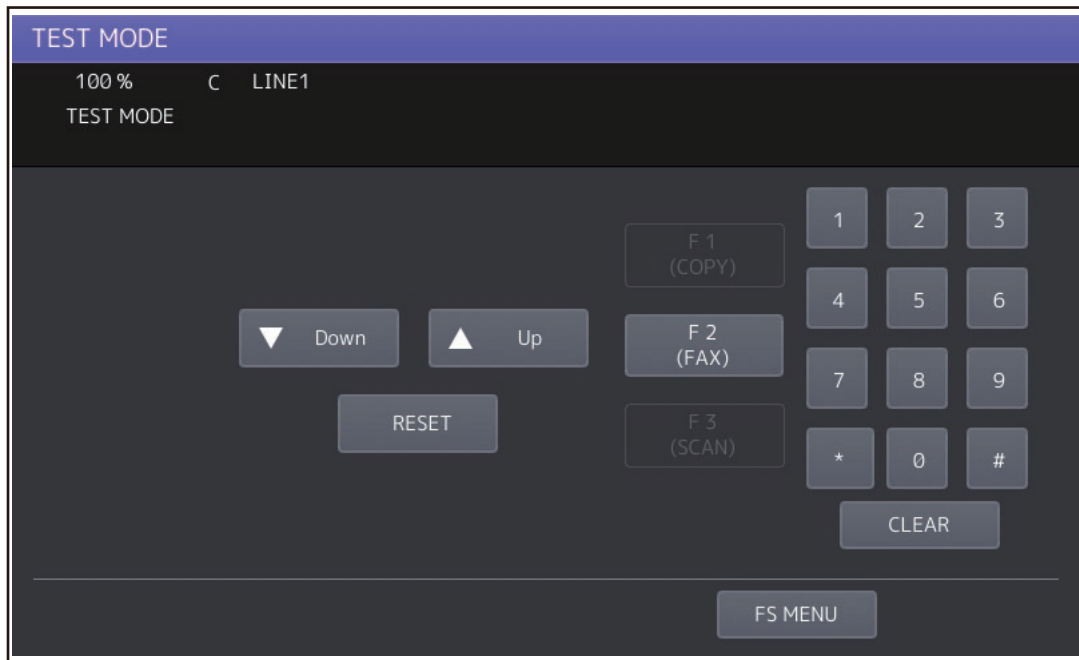 TEST MODE
100 % C LINE1
TEST MODE
1 2 3
F 1
(COPY)
4 5 6
Down Up
F 2
(FAX)
7 8 9
RESET
F 3
(SCAN)
* 0 #
CLEAR
FS MENU